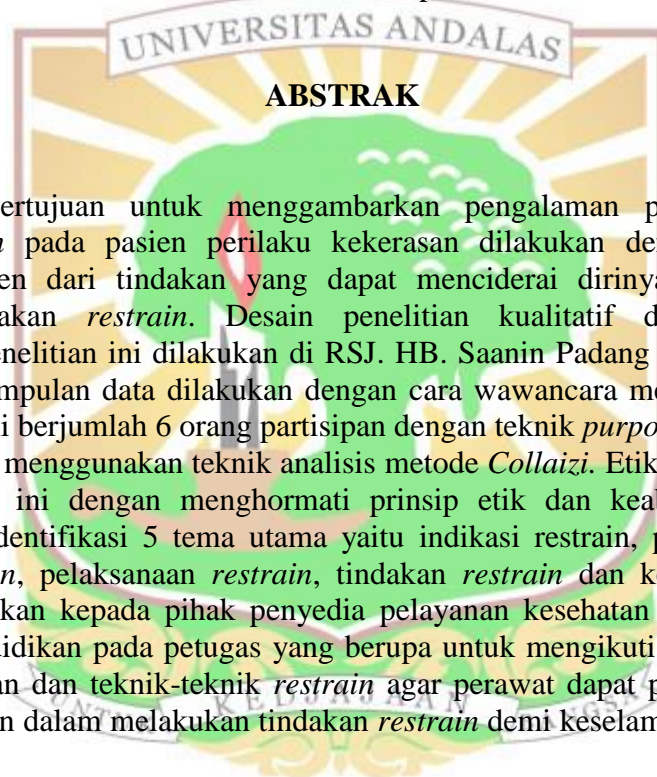 UNIVERSITAS ANDALAS
ABSTRAK
ertujuan untuk menggambarkan pengalaman p
pada pasien perilaku kekerasan dilakukan de
en dari tindakan yang dapat menciderai dirinya
akan restrain. Desain penelitian kualitatif d
enelitian ini dilakukan di RSJ. HB. Saanin Padang
mpulan data dilakukan dengan cara wawancara me
i berjumlah 6 orang partisipan dengan teknik purpo
menggunakan teknik analisis metode Collaizi. Etik
ini dengan menghormati prinsip etik dan kea
dentifikasi 5 tema utama yaitu indikasi restrain, p
n, pelaksanaan restrain, tindakan restrain dan k
kan kepada pihak penyedia pelayanan kesehatan
didikan pada petugas yang berupa untuk mengikuti
an dan teknik-teknik restrain agar perawat dapat p
n dalam melakukan tindakan restrain demi keselam
UNTUK KEDJAJAAN BANGSA